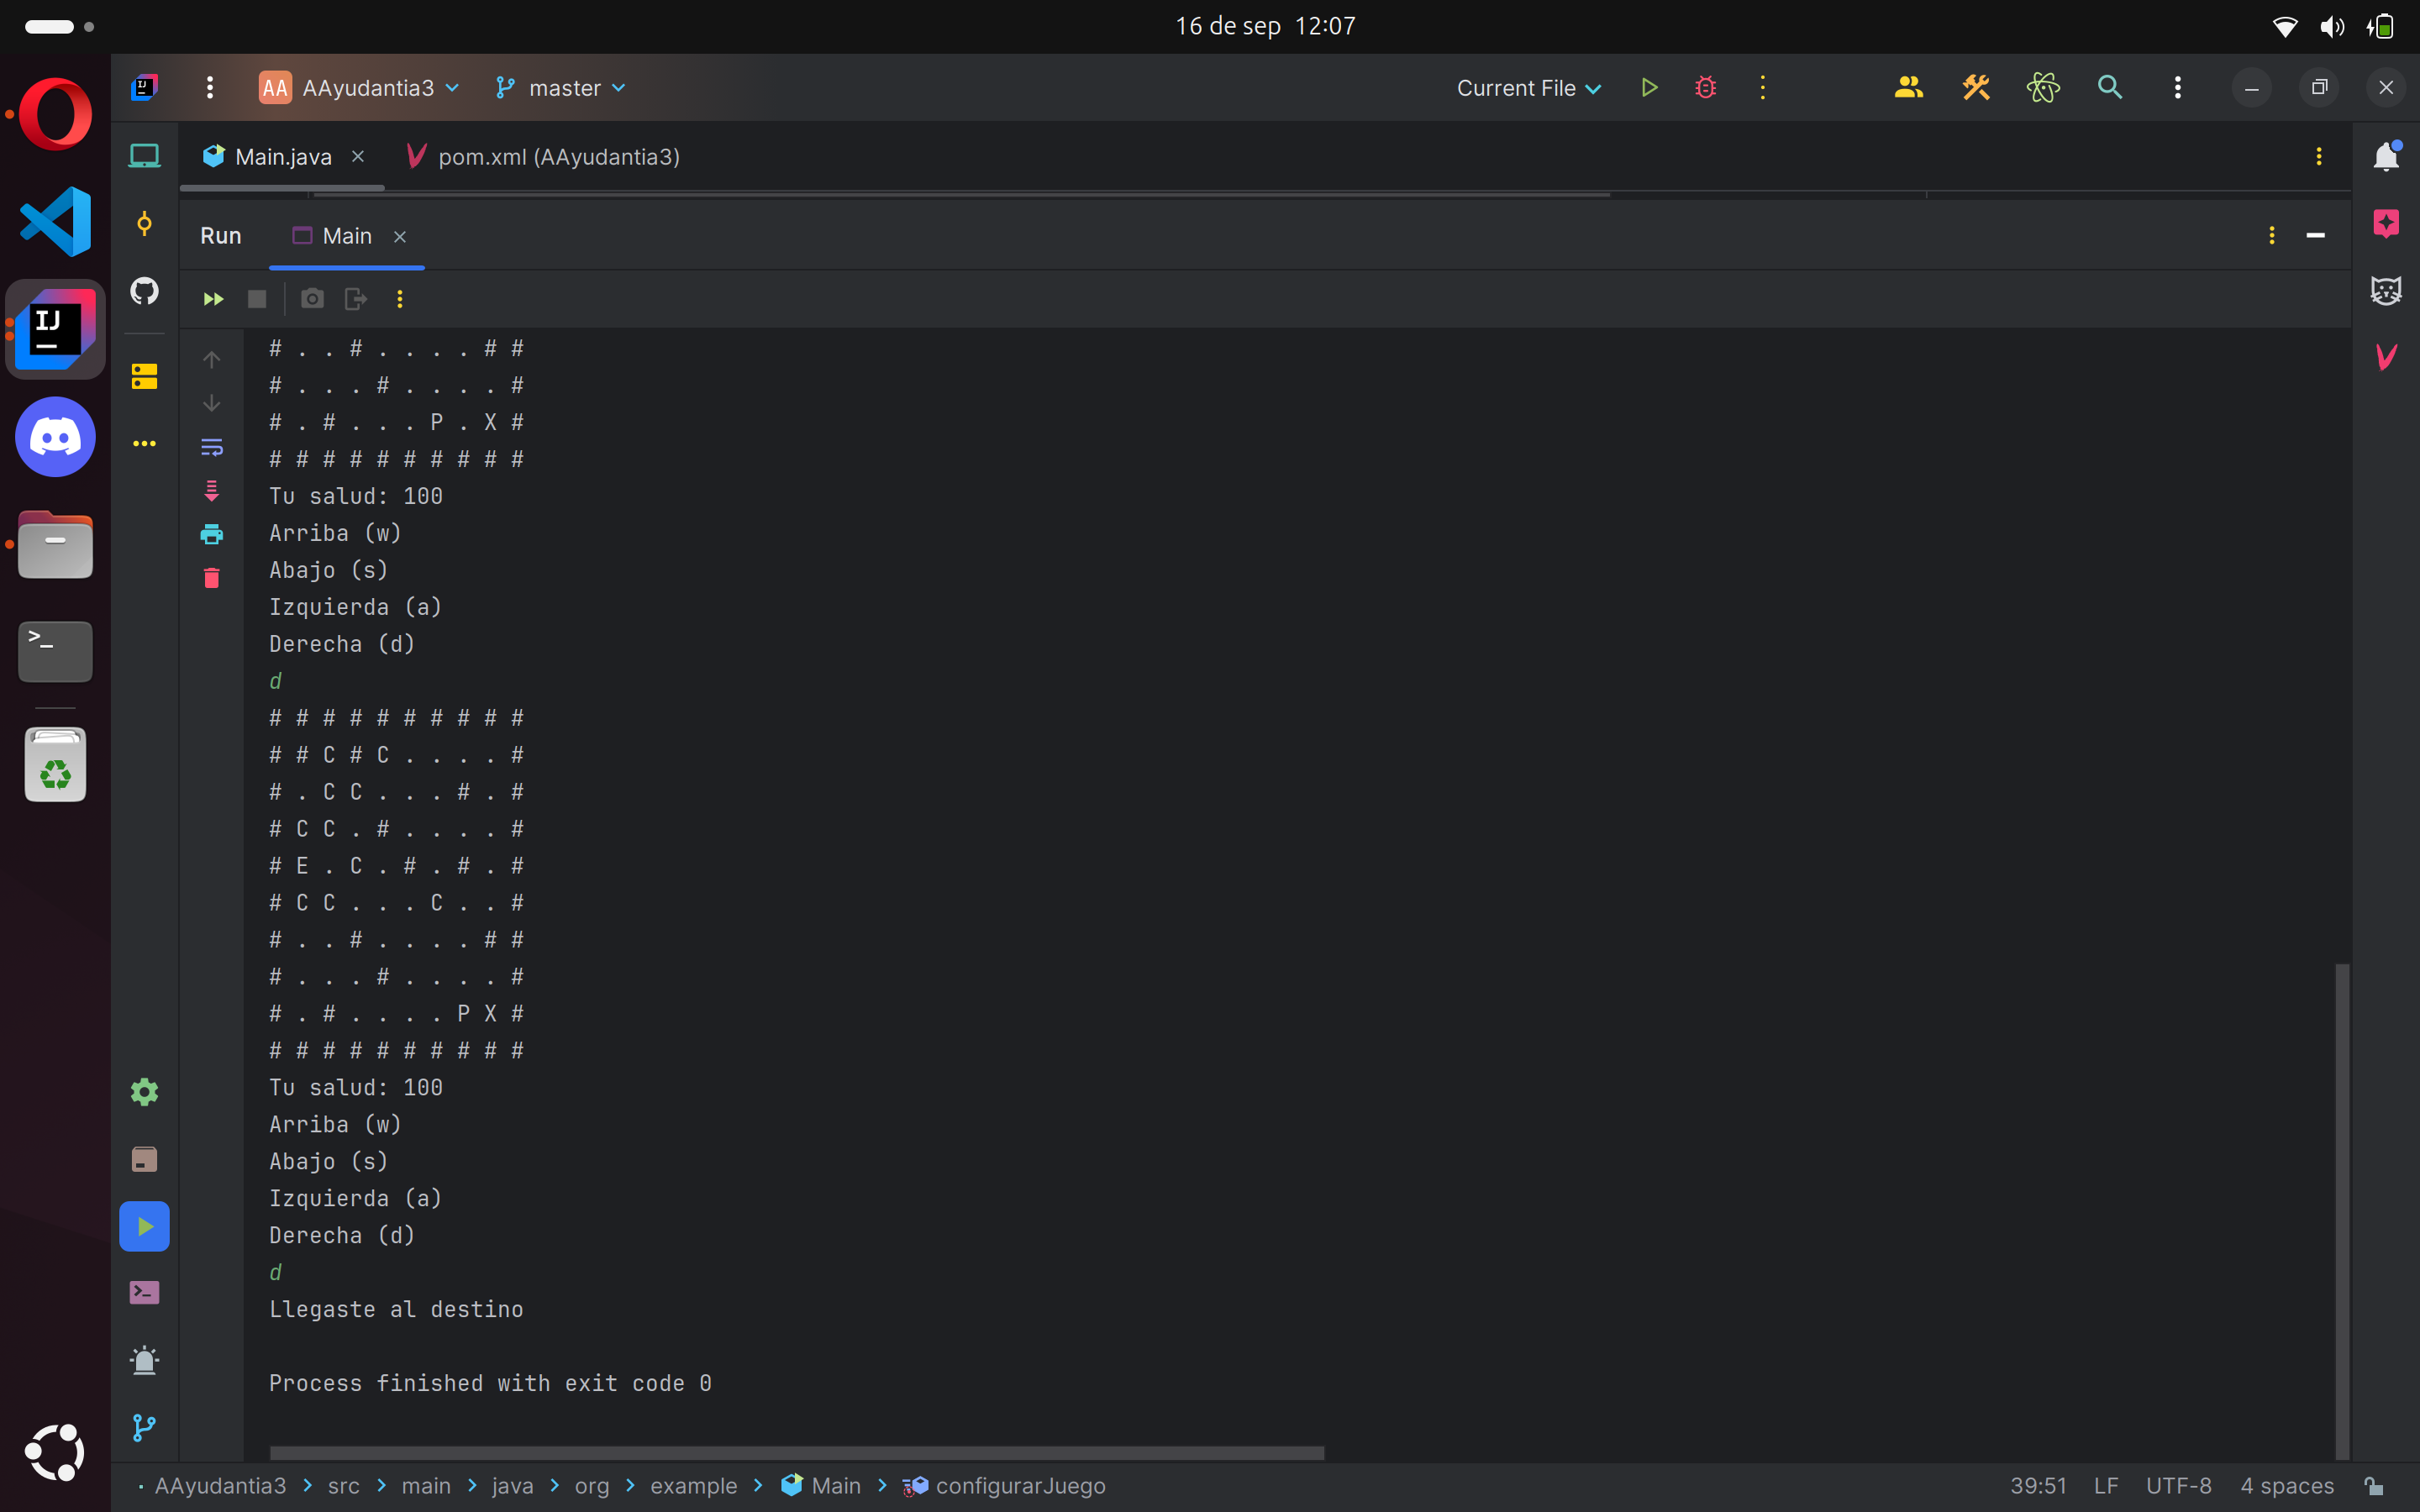 16 de sep 12:07
AA AAyudantia3 master Current File
Main.java pom.xml (AAyudantia3)
Run Main
# . . # . . . . # #
# . . . # . . . . #
# . # . . . P . X #
# # # # # # # # # #
Tu salud: 100
Arriba (w)
Abajo (s)
Izquierda (a)
Derecha (d)
d
# # # # # # # # # #
# # C # C . . . . #
# . C C . . . # . #
# C C . # . . . . #
# E . C . # . # . #
# C C . . . C . . #
# . . # . . . . # #
# . . . # . . . . #
# . # . . . . P X #
# # # # # # # # # #
Tu salud: 100
Arriba (w)
Abajo (s)
Izquierda (a)
Derecha (d)
d
Llegaste al destino
Process finished with exit code 0
AAyudantia3 > src > main > java > org > example > Main > configurarJuego 39:51 LF UTF-8 4 spaces